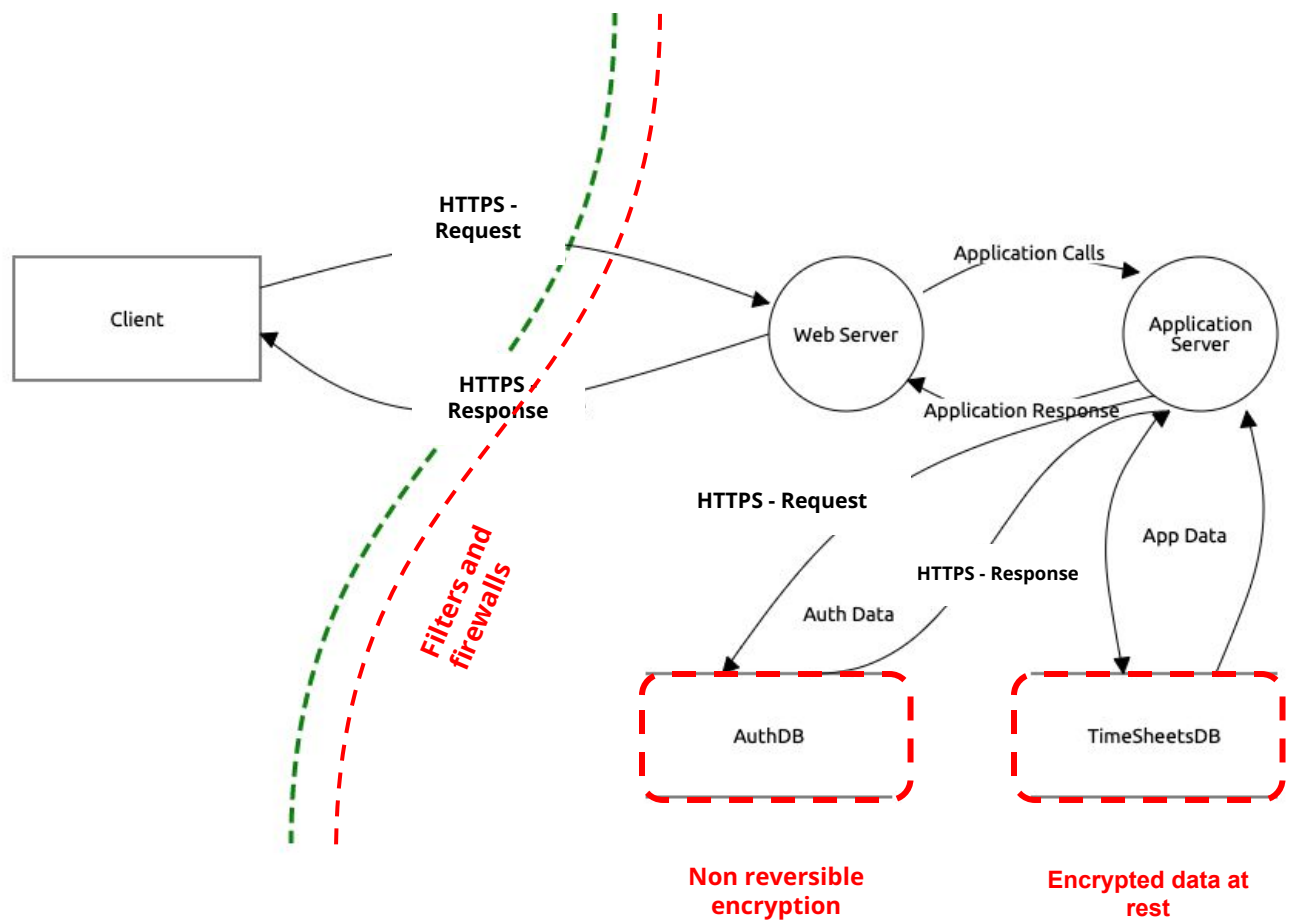 HTTPS -
Request
Client
HTTPS -
Response
Filters and
firewalls
Web Server
Application Calls
Application
Server
Application Response
HTTPS - Request
HTTPS - Response
App Data
Auth Data
AuthDB
TimeSheetsDB
Non reversible
encryption
Encrypted data at
rest